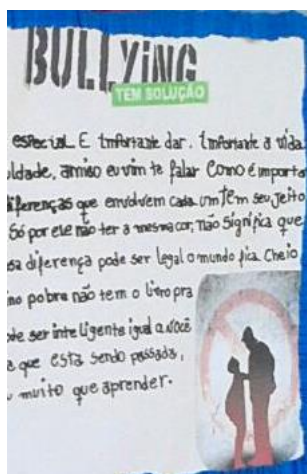 BULLYiNG
TEM SOLUÇÃO
especial E importante dar. importante a vida
uldade, amigo eu vim te falar Como é importa
diferenças que envolvem cada um tem seu jeito
Só por ele não ter a mesma cor, não significa que
sa diferença pode ser legal o mundo fica Cheio
no pobre não tem o livro pra
de ser inteligente igual a você
que esta sendo passada,
muito que aprender.